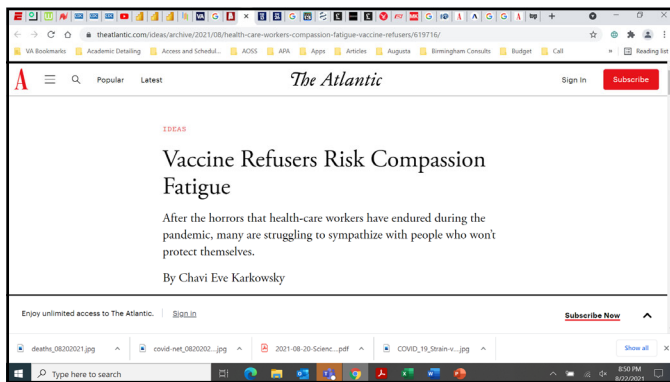 theatlantic.com/ideas/archive/2021/08/health-care-workers-compassion-fatigue-vaccine-refusers/619716/
VA Bookmarks Academic Detailing Access and Schedul... AOSS APA Apps Articles Augusta Birmingham Consults Budget Call » Reading list
A Popular Latest The Atlantic Sign In Subscribe
IDEAS
Vaccine Refusers Risk Compassion
Fatigue
After the horrors that health-care workers have endured during the
pandemic, many are struggling to sympathize with people who won't
protect themselves.
By Chavi Eve Karkowsky
Enjoy unlimited access to The Atlantic. Sign in Subscribe Now
deaths_08202021.jpg covid-net_0820202...jpg 2021-08-20-Scienc...pdf COVID_19_Strain-v...jpg Show all
Type here to search 8:50 PM
8/22/2021